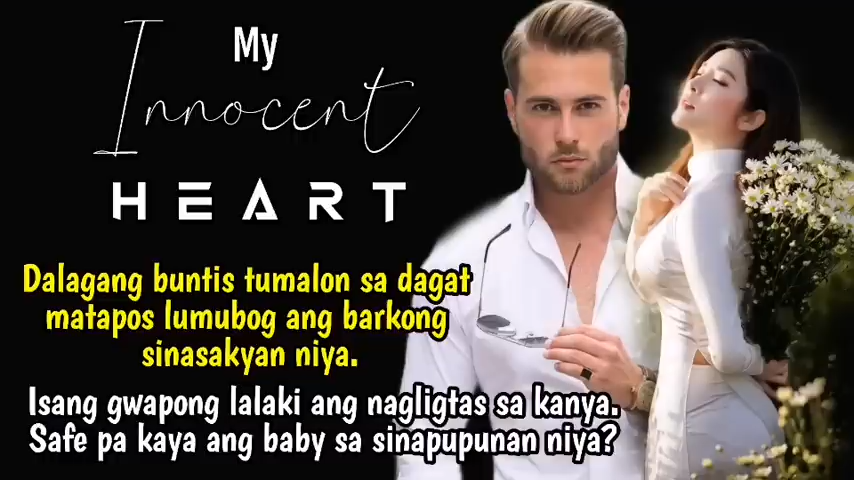 My
Innocent
HEART
Dalagang buntis tumalon sa dagat
matapos lumubog ang barkong
sinasakyan niya.
Isang gwapong lalaki ang nagligtas sa kanya.
Safe pa kaya ang baby sa sinapupunan niya?